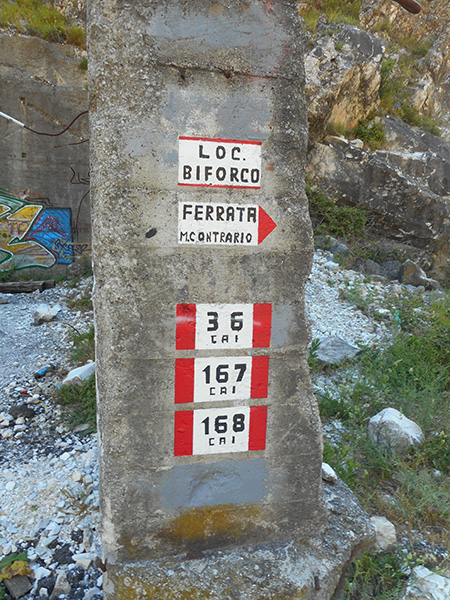 LOC.
BIFORCO
FERRATA
M.CONTRARIO
36
CAI
167
CAI
168
CAI